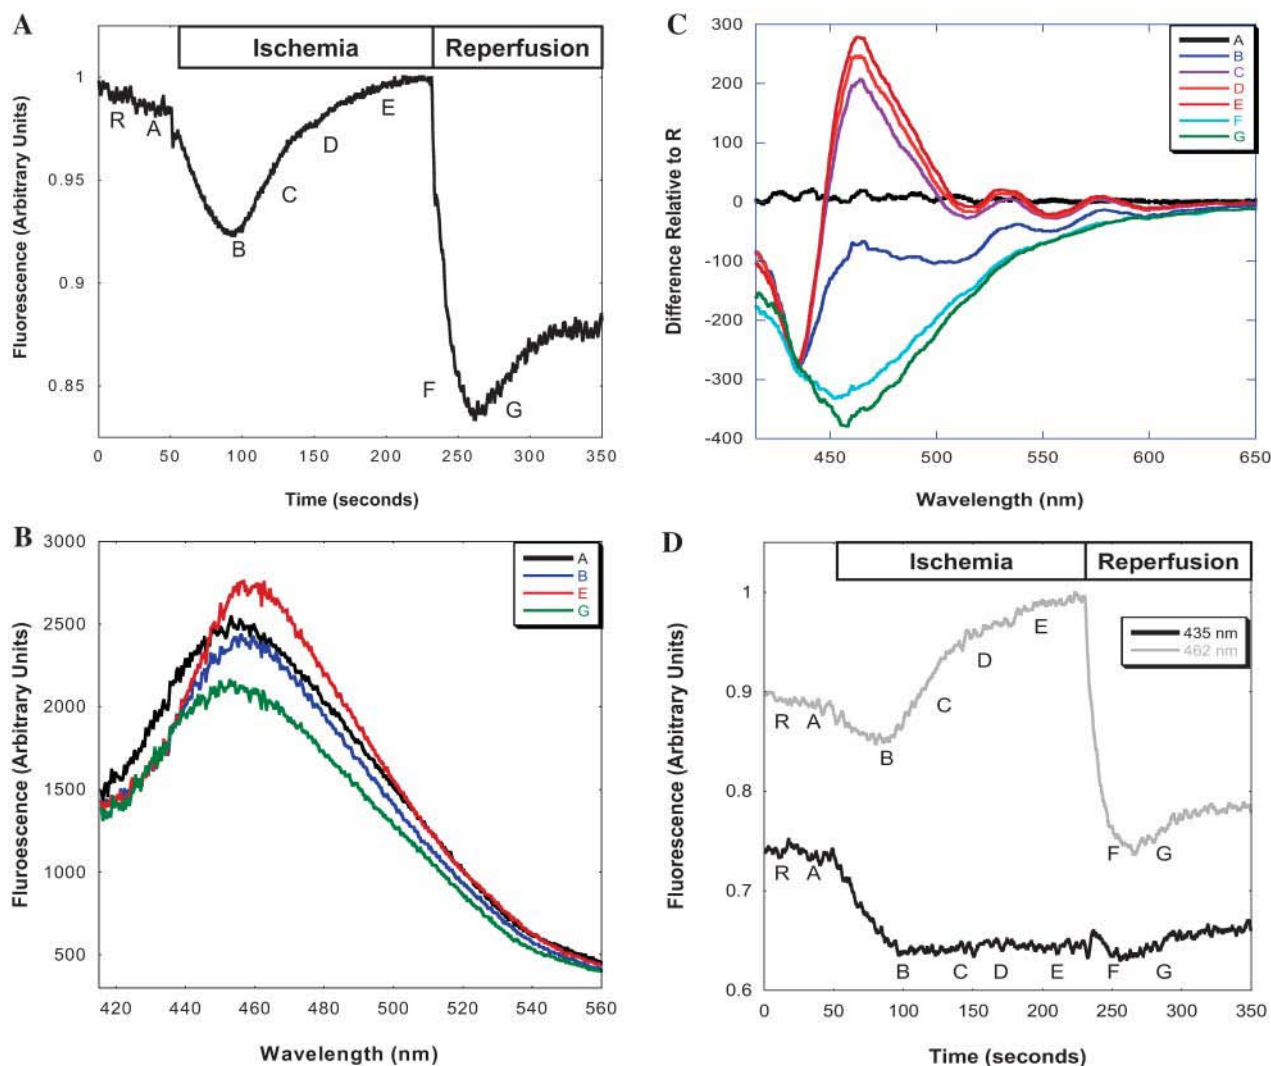 A
Ischemia Reperfusion
Fluorescence (Arbitrary Units)
1
0.95
0.9
0.85
R
A
B
C
D
E
F
G
0 50 100 150 200 250 300 350
Time (seconds)
C
Difference Relative to R
300
200
100
0
-100
-200
-300
-400
A
B
C
D
E
F
G
450 500 550 600 650
Wavelength (nm)
B
Fluroescence (Arbitrary Units)
3000
2500
2000
1500
1000
500
A
B
E
G
420 440 460 480 500 520 540 560
Wavelength (nm)
D
Ischemia Reperfusion
Fluorescence (Arbitrary Units)
1
0.9
0.8
0.7
0.6
435 nm
462 nm
R A B C D E F G
R A B C D E F G
0 50 100 150 200 250 300 350
Time (seconds)